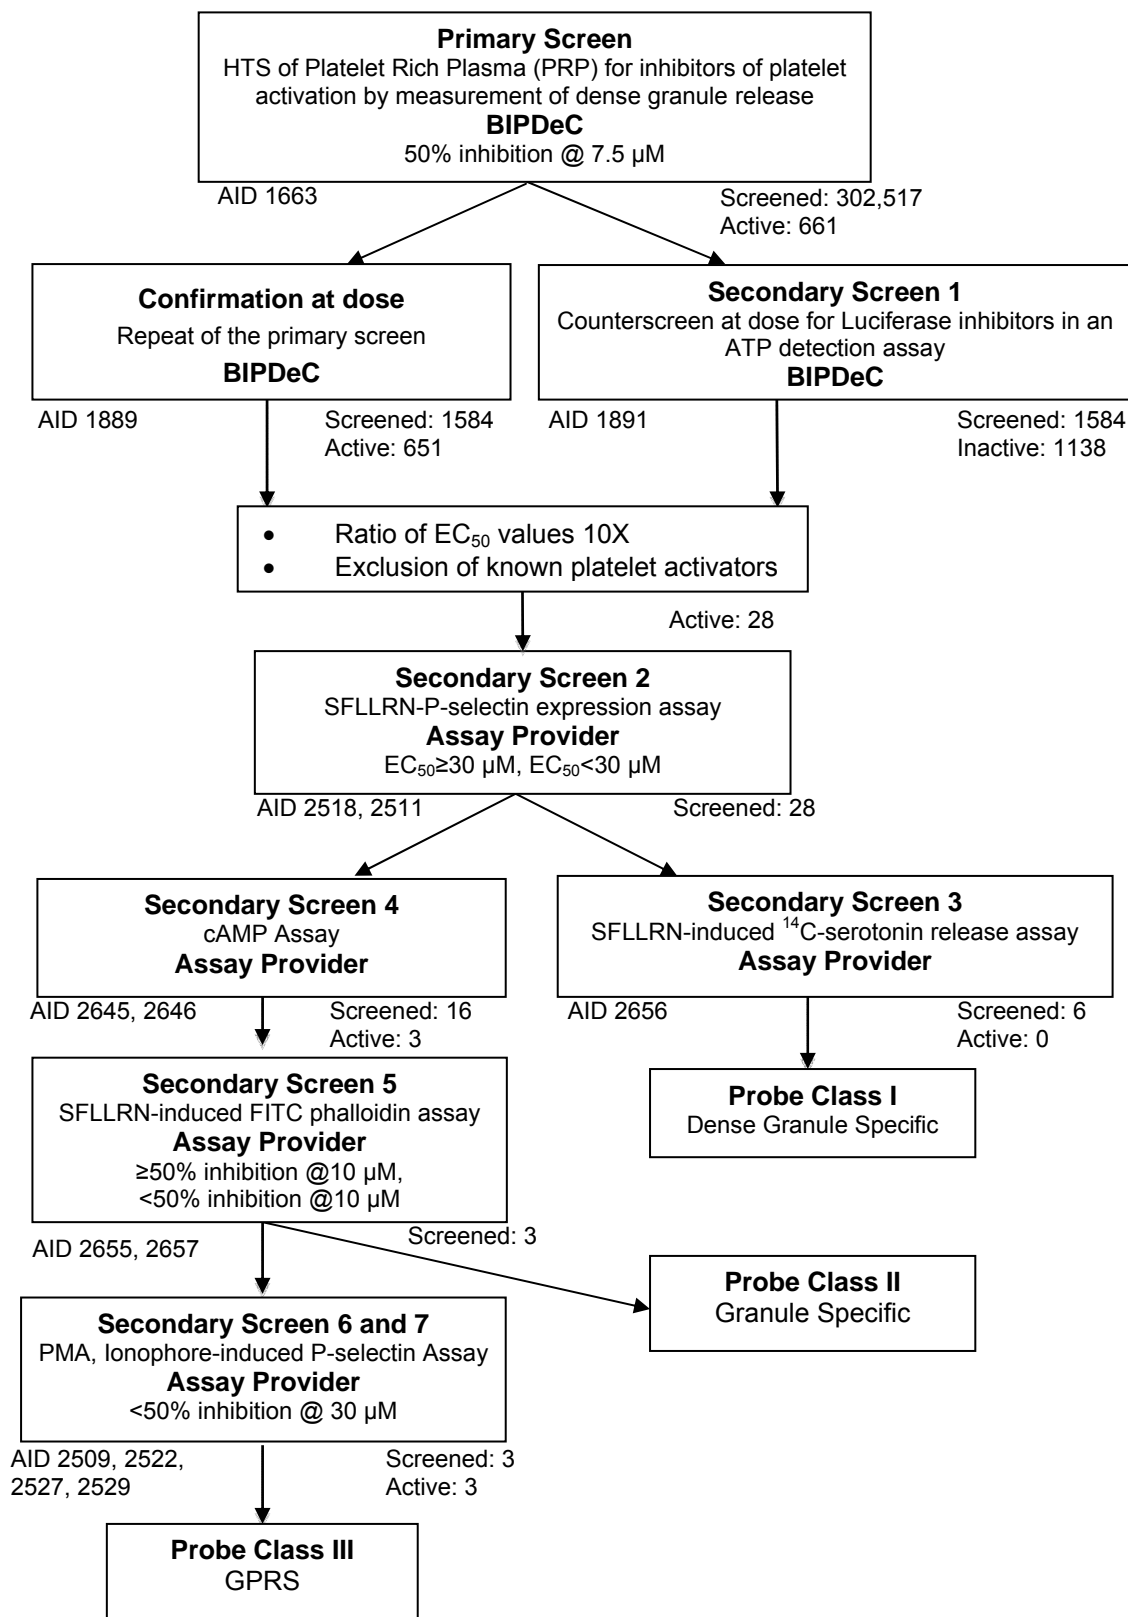 Primary Screen
HTS of Platelet Rich Plasma (PRP) for inhibitors of platelet
activation by measurement of dense granule release
BIPDeC
50% inhibition @ 7.5 µM
AID 1663
Screened: 302,517
Active: 661
Confirmation at dose
Repeat of the primary screen
BIPDeC
Secondary Screen 1
Counterscreen at dose for Luciferase inhibitors in an
ATP detection assay
BIPDeC
AID 1889
Screened: 1584
Active: 651
AID 1891
Screened: 1584
Inactive: 1138
• Ratio of EC₅₀ values 10X
• Exclusion of known platelet activators
Active: 28
Secondary Screen 2
SFLLRN-P-selectin expression assay
Assay Provider
EC₅₀≥30 µM, EC₅₀<30 µM
AID 2518, 2511
Screened: 28
Secondary Screen 4
cAMP Assay
Assay Provider
Secondary Screen 3
SFLLRN-induced ¹⁴C-serotonin release assay
Assay Provider
AID 2645, 2646
Screened: 16
Active: 3
AID 2656
Screened: 6
Active: 0
Secondary Screen 5
SFLLRN-induced FITC phalloidin assay
Assay Provider
≥50% inhibition @10 µM,
<50% inhibition @10 µM
Probe Class I
Dense Granule Specific
AID 2655, 2657
Screened: 3
Probe Class II
Granule Specific
Secondary Screen 6 and 7
PMA, Ionophore-induced P-selectin Assay
Assay Provider
<50% inhibition @ 30 µM
AID 2509, 2522,
2527, 2529
Screened: 3
Active: 3
Probe Class III
GPRS